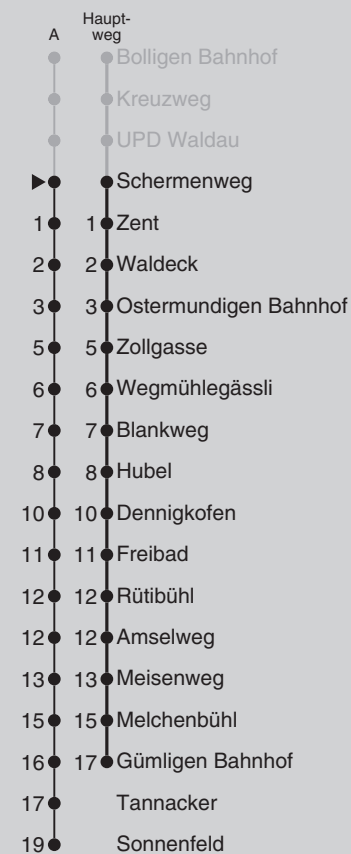 A Haupt-
weg
Bolligen Bahnhof
Kreuzweg
UPD Waldau
Schermenweg
1 1 Zent
2 2 Waldeck
3 3 Ostermundigen Bahnhof
5 5 Zollgasse
6 6 Wegmühlegässli
7 7 Blankweg
8 8 Hubel
10 10 Dennigkofen
11 11 Freibad
12 12 Rütibühl
12 12 Amselweg
13 13 Meisenweg
15 15 Melchenbühl
16 17 Gümligen Bahnhof
17 Tannacker
19 Sonnenfeld